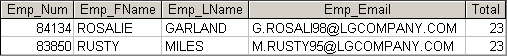 Emp_Num Emp_FName Emp_LName Emp_Email Total
84134 ROSALIE GARLAND G.ROSALI98@LGCOMPANY.COM 23
83850 RUSTY MILES M.RUSTY95@LGCOMPANY.COM 23